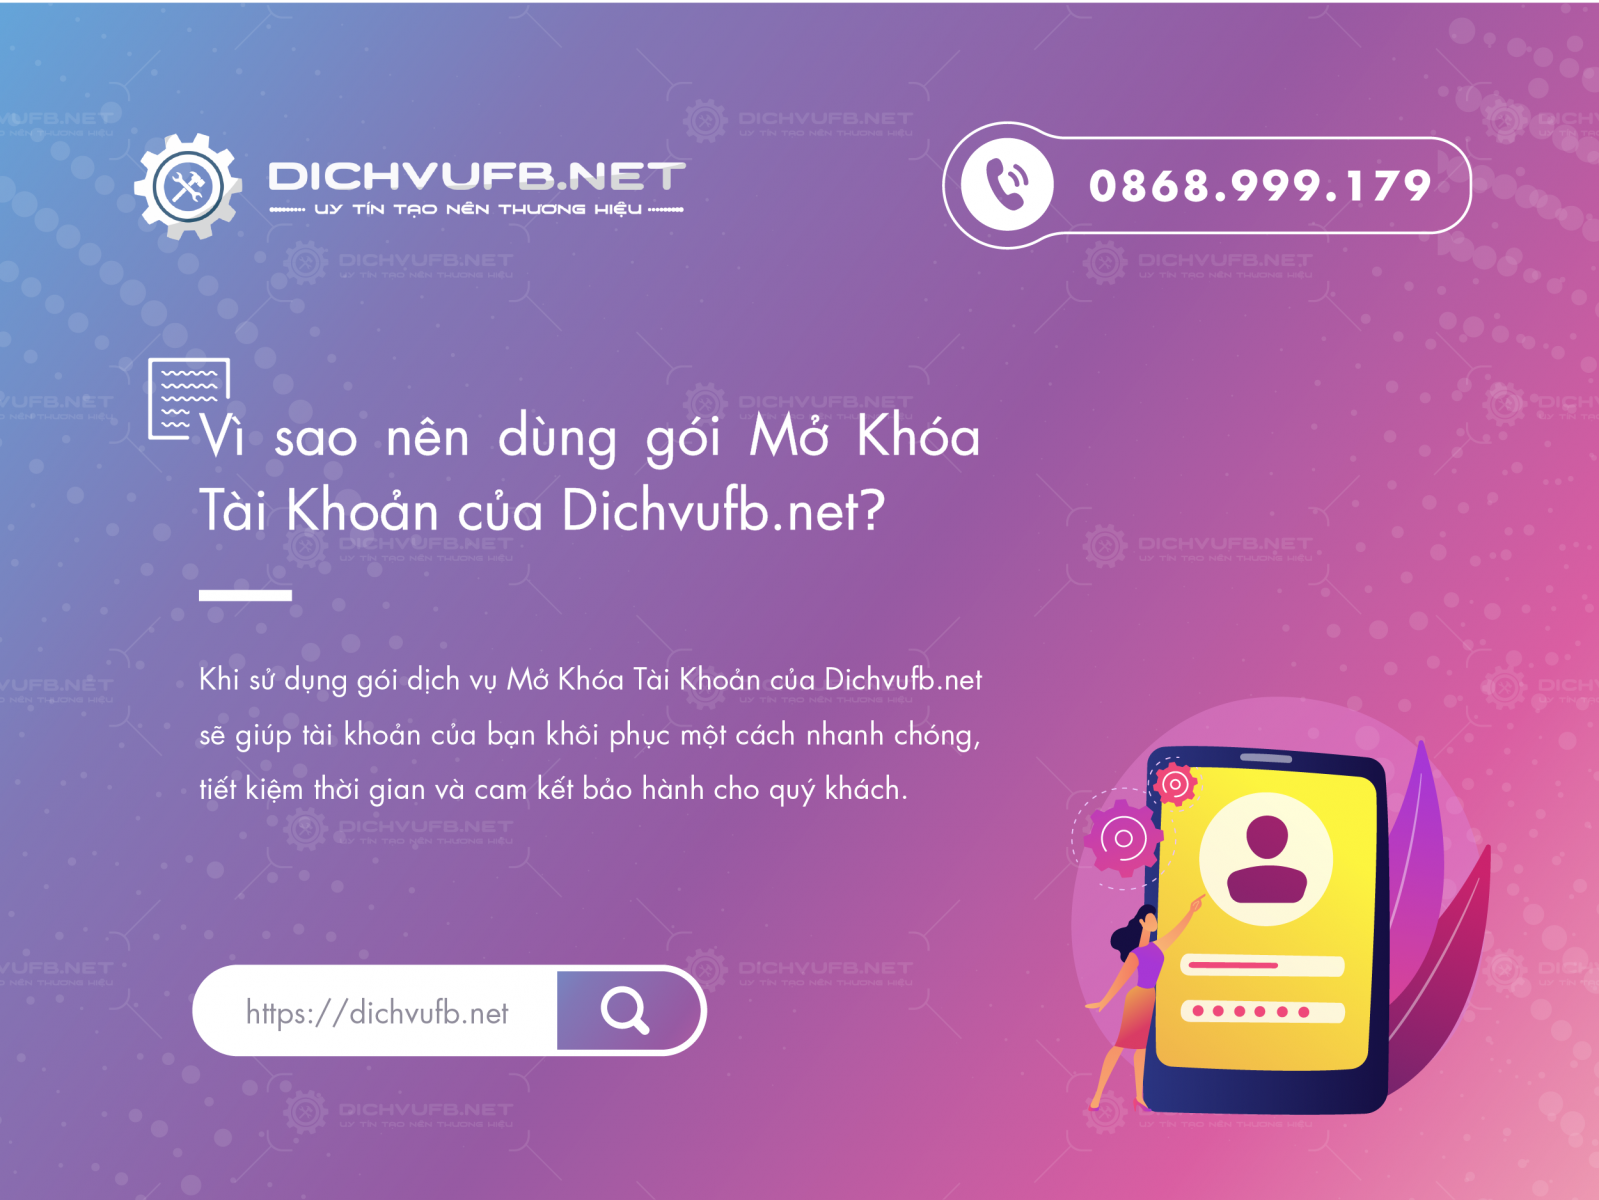 DICHVUFB.NET
UY TÍN TẠO NÊN THƯƠNG HIỆU
0868.999.179
Vì sao nên dùng gói Mở Khóa
Tài Khoản của Dichvufb.net?
Khi sử dụng gói dịch vụ Mở Khóa Tài Khoản của Dichvufb.net
sẽ giúp tài khoản của bạn khôi phục một cách nhanh chóng,
tiết kiệm thời gian và cam kết bảo hành cho quý khách.
https://dichvufb.net